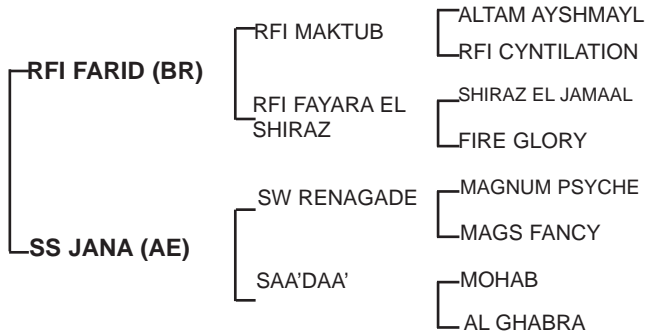 RFI FARID (BR)
RFI MAKTUB
ALTAM AYSHMAYL
RFI CYNTILATION
RFI FAYARA EL
SHIRAZ
SHIRAZ EL JAMAAL
FIRE GLORY
SS JANA (AE)
SW RENAGADE
MAGNUM PSYCHE
MAGS FANCY
SAA'DAA'
MOHAB
AL GHABRA